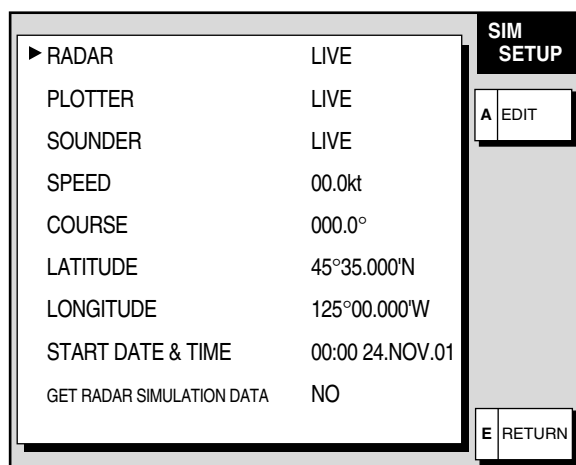 SIM
SETUP
RADAR LIVE
PLOTTER LIVE
SOUNDER LIVE
SPEED 00.0kt
COURSE 000.0°
LATITUDE 45°35.000'N
LONGITUDE 125°00.000'W
START DATE & TIME 00:00 24.NOV.01
GET RADAR SIMULATION DATA NO
A EDIT
E RETURN